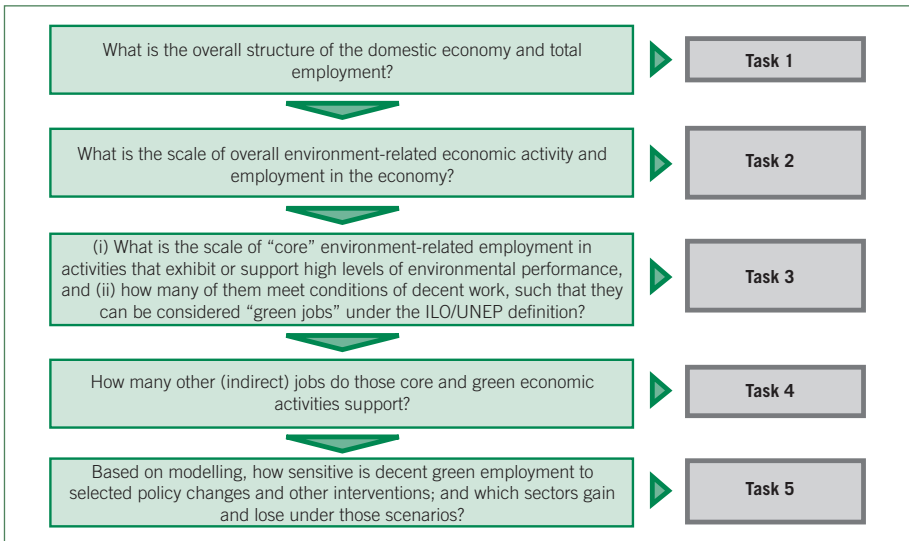 What is the overall structure of the domestic economy and total
employment?
Task 1
What is the scale of overall environment-related economic activity and
employment in the economy?
Task 2
(i) What is the scale of “core” environment-related employment in
activities that exhibit or support high levels of environmental performance,
and (ii) how many of them meet conditions of decent work, such that they
can be considered “green jobs” under the ILO/UNEP definition?
Task 3
How many other (indirect) jobs do those core and green economic
activities support?
Task 4
Based on modelling, how sensitive is decent green employment to
selected policy changes and other interventions; and which sectors gain
and lose under those scenarios?
Task 5